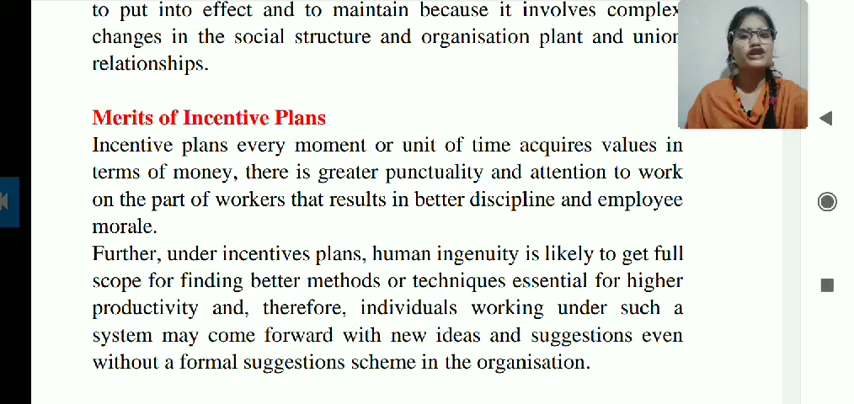 to put into effect and to maintain because it involves complex
changes in the social structure and organisation plant and union
relationships.
Merits of Incentive Plans
Incentive plans every moment or unit of time acquires values in
terms of money, there is greater punctuality and attention to work
on the part of workers that results in better discipline and employee
morale.
Further, under incentives plans, human ingenuity is likely to get full
scope for finding better methods or techniques essential for higher
productivity and, therefore, individuals working under such a
system may come forward with new ideas and suggestions even
without a formal suggestions scheme in the organisation.